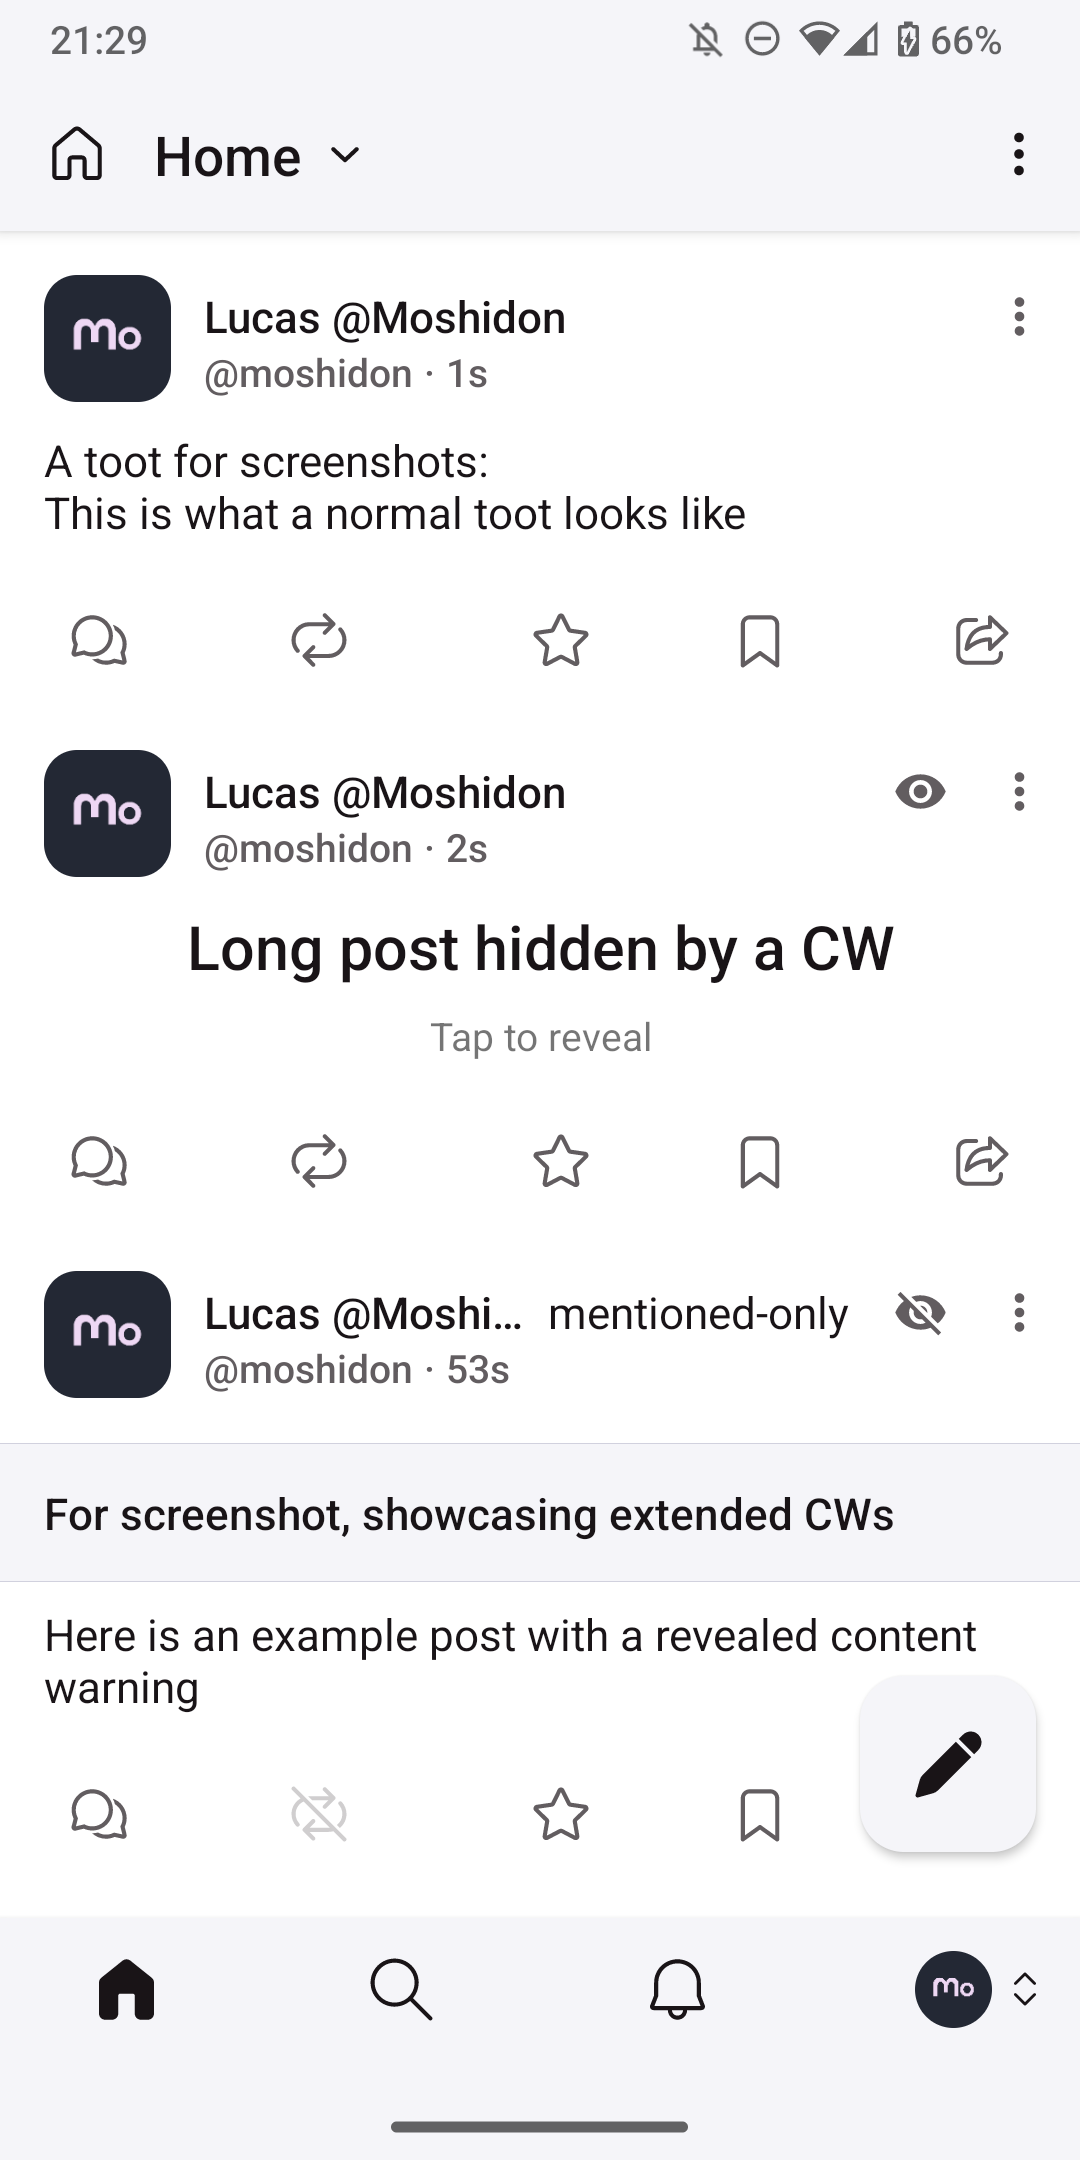 21:29
66%
Home
mo
Lucas @Moshidon
@moshidon · 1s
A toot for screenshots:
This is what a normal toot looks like
mo
Lucas @Moshidon
@moshidon · 2s
Long post hidden by a CW
Tap to reveal
mo
Lucas @Moshi… mentioned-only
@moshidon · 53s
For screenshot, showcasing extended CWs
Here is an example post with a revealed content
warning
mo